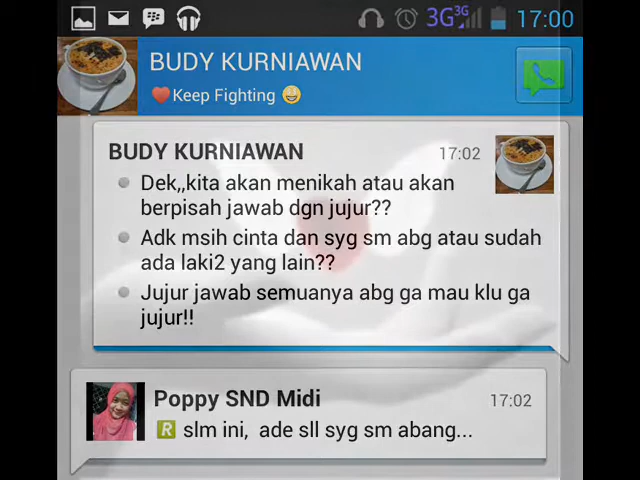 3G 3G 17:00
BUDY KURNIAWAN
Keep Fighting
BUDY KURNIAWAN 17:02
Dek,,kita akan menikah atau akan
berpisah jawab dgn jujur??
Adk msih cinta dan syg sm abg atau sudah
ada laki2 yang lain??
Jujur jawab semuanya abg ga mau klu ga
jujur!!
Poppy SND Midi 17:02
R slm ini, ade sll syg sm abang...